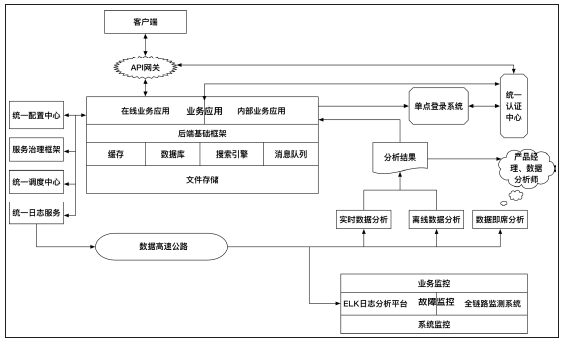 客户端
API网关
在线业务应用 业务应用 内部业务应用
后端基础框架
缓存 数据库 搜索引擎 消息队列
文件存储
统一配置中心
服务治理框架
统一调度中心
统一日志服务
单点登录系统
统一
认证
中心
分析结果
产品经
理、数据
分析师
实时数据分析
离线数据分析
数据即席分析
数据高速公路
业务监控
ELK日志分析平台 故障监控 全链路监测系统
系统监控